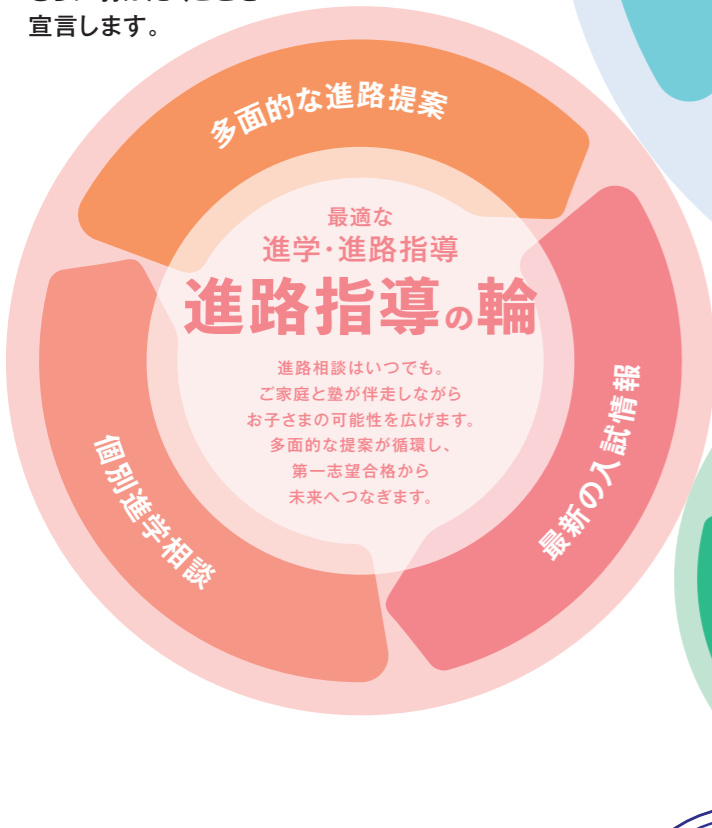 宣言します。
多面的な進路提案
最適な
進学・進路指導
進路指導の輪
進路相談はいつでも。
ご家庭と塾が伴走しながら
お子さまの可能性を広げます。
多面的な提案が循環し、
第一志望合格から
未来へつなぎます。
最新の入試情報
個別進学相談